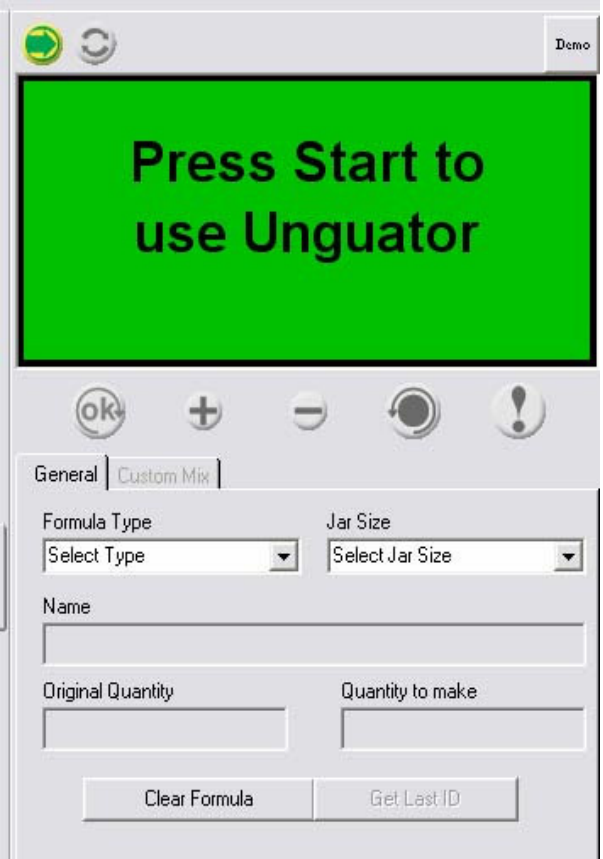 Demo
Press Start to
use Unguator
ok
General Custom Mix
Formula Type Jar Size
Select Type Select Jar Size
Name
Original Quantity Quantity to make
Clear Formula Get Last ID